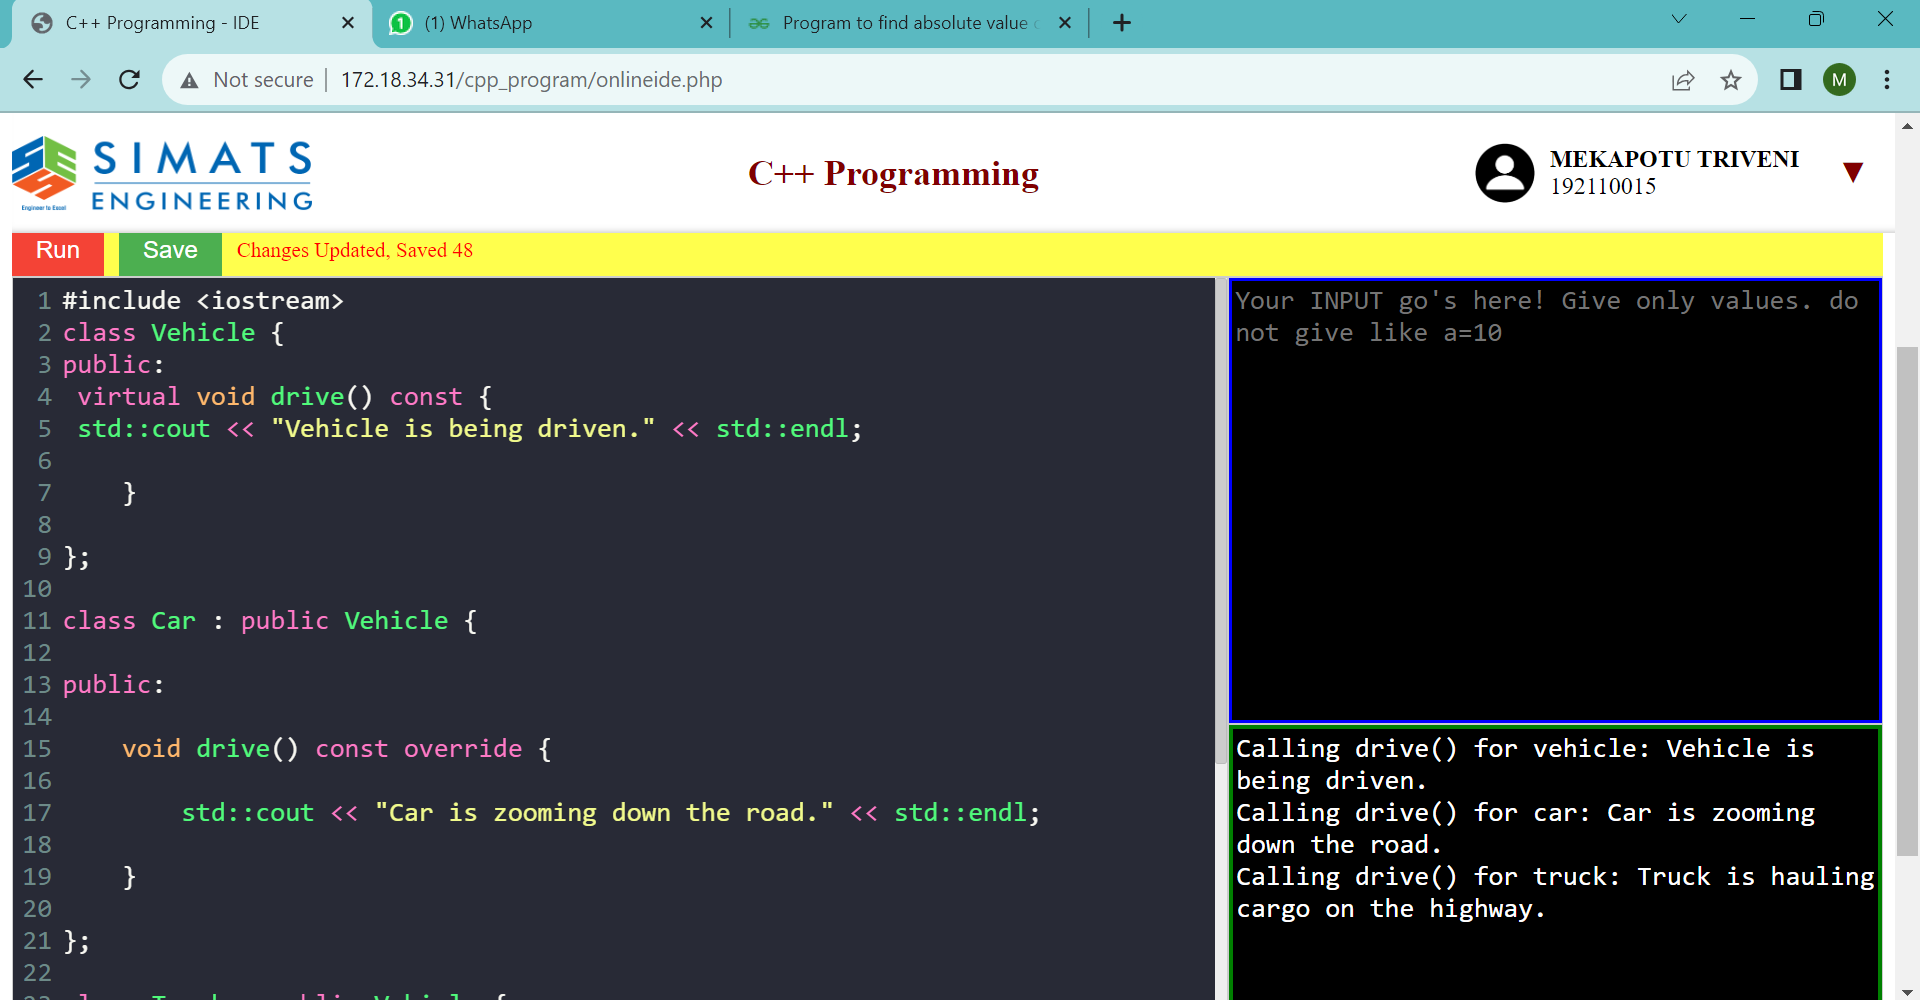 C++ Programming - IDE
(1) WhatsApp
Program to find absolute value
Not secure
172.18.34.31/cpp_program/onlineide.php
M
SIMATS
ENGINEERING
Engineer to Excel
C++ Programming
MEKAPOTU TRIVENI
192110015
Run
Save
Changes Updated, Saved 48
1 #include <iostream>
2 class Vehicle {
3 public:
4  virtual void drive() const {
5  std::cout << "Vehicle is being driven." << std::endl;
6
7     }
8
9 };
10
11 class Car : public Vehicle {
12
13 public:
14
15     void drive() const override {
16
17         std::cout << "Car is zooming down the road." << std::endl;
18
19     }
20
21 };
22
Your INPUT go's here! Give only values. do
not give like a=10
Calling drive() for vehicle: Vehicle is
being driven.
Calling drive() for car: Car is zooming
down the road.
Calling drive() for truck: Truck is hauling
cargo on the highway.